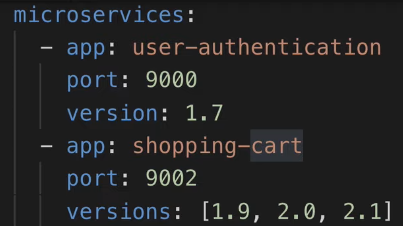 microservices:
  - app: user-authentication
    port: 9000
    version: 1.7
  - app: shopping-cart
    port: 9002
    versions: [1.9, 2.0, 2.1]